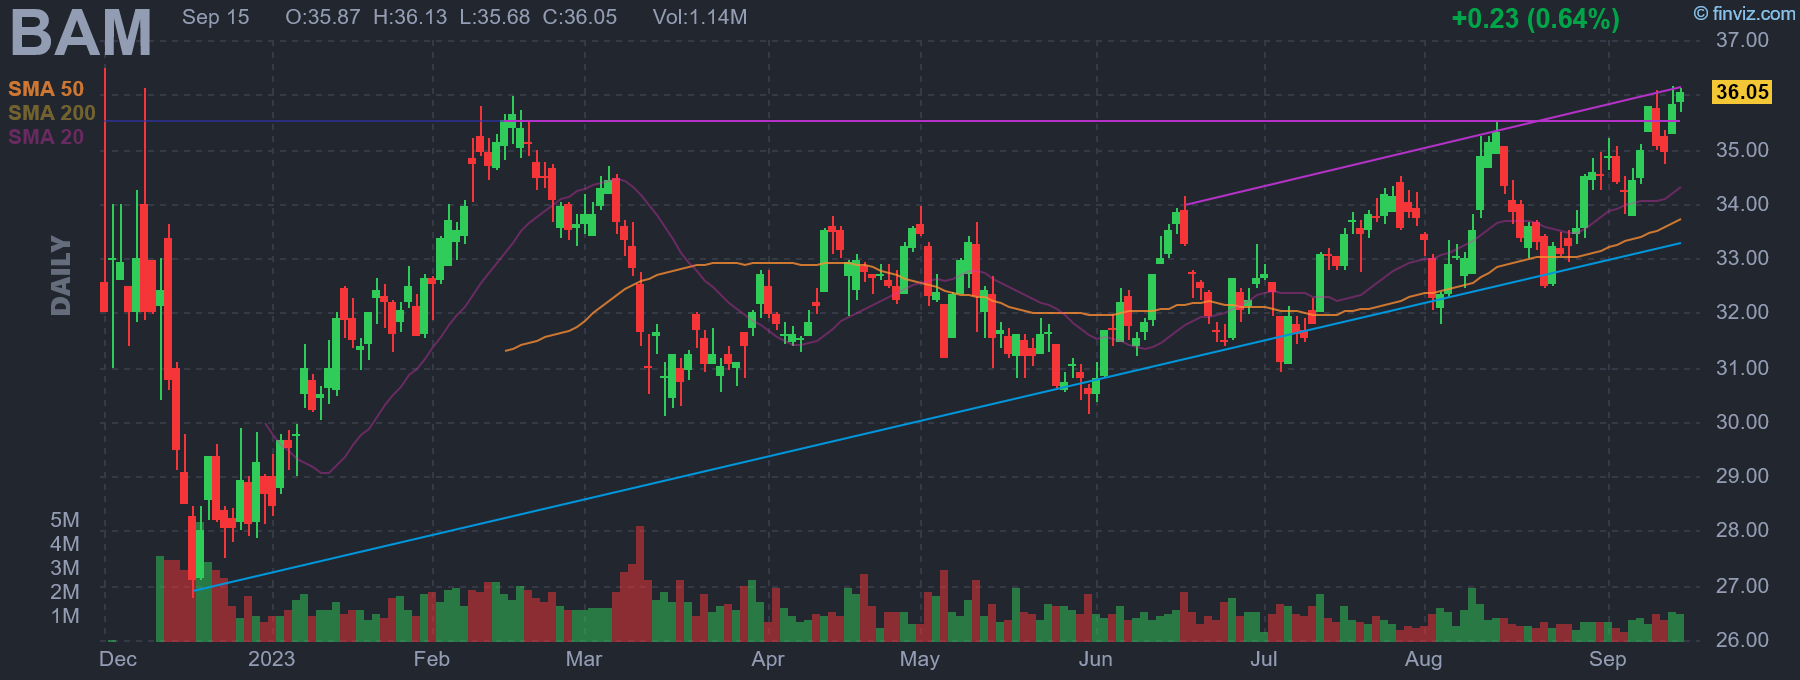 BAM Sep 15 O:35.87 H:36.13 L:35.68 C:36.05 Vol:1.14M +0.23 (0.64%) © finviz.com
SMA 50
SMA 200
SMA 20
DAILY
37.00
36.05
35.00
34.00
33.00
32.00
31.00
30.00
29.00
28.00
27.00
26.00
5M
4M
3M
2M
1M
Dec 2023 Feb Mar Apr May Jun Jul Aug Sep